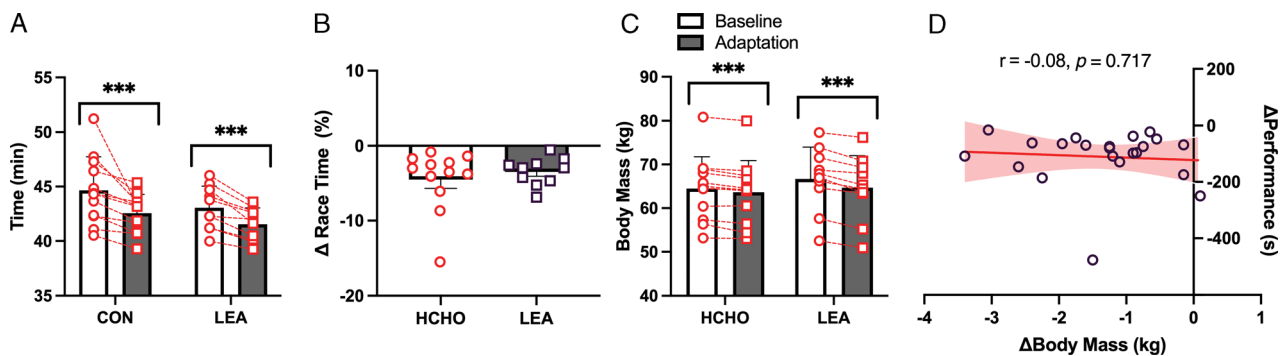 A
B
C
D
Baseline
Adaptation
Time (min)
55
50
45
40
35
***
***
CON
LEA
Δ Race Time (%)
10
0
-10
-20
HCHO
LEA
Body Mass (kg)
90
80
70
60
50
40
***
***
HCHO
LEA
r = -0.08, p = 0.717
200
0
-200
-400
ΔPerformance (s)
-4
-3
-2
-1
0
1
ΔBody Mass (kg)